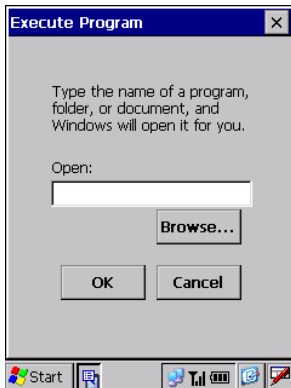 Execute Program
Type the name of a program,
folder, or document, and
Windows will open it for you.
Open:
Browse...
OK
Cancel
Start